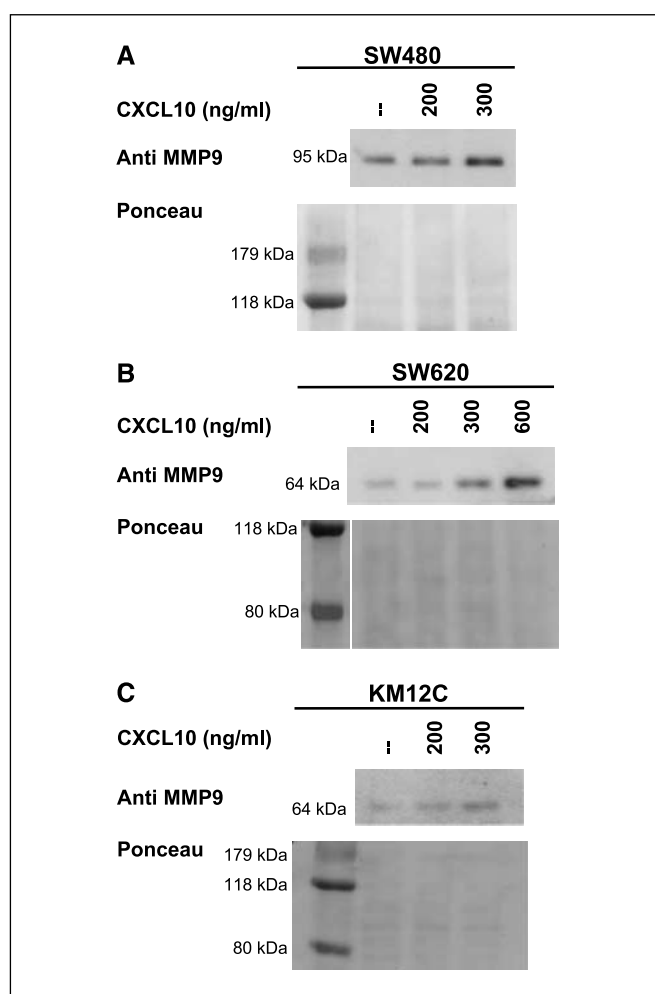 A
SW480
CXCL10 (ng/ml) -- 200 300
Anti MMP9 95 kDa
Ponceau
179 kDa
118 kDa
B
SW620
CXCL10 (ng/ml) -- 200 300 600
Anti MMP9 64 kDa
Ponceau 118 kDa
80 kDa
C
KM12C
CXCL10 (ng/ml) -- 200 300
Anti MMP9 64 kDa
Ponceau 179 kDa
118 kDa
80 kDa